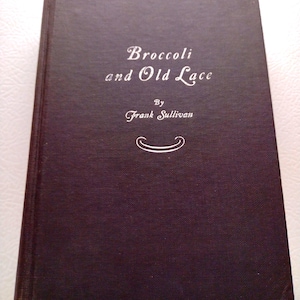 Broccoli
and Old Lace
By
Frank Sullivan